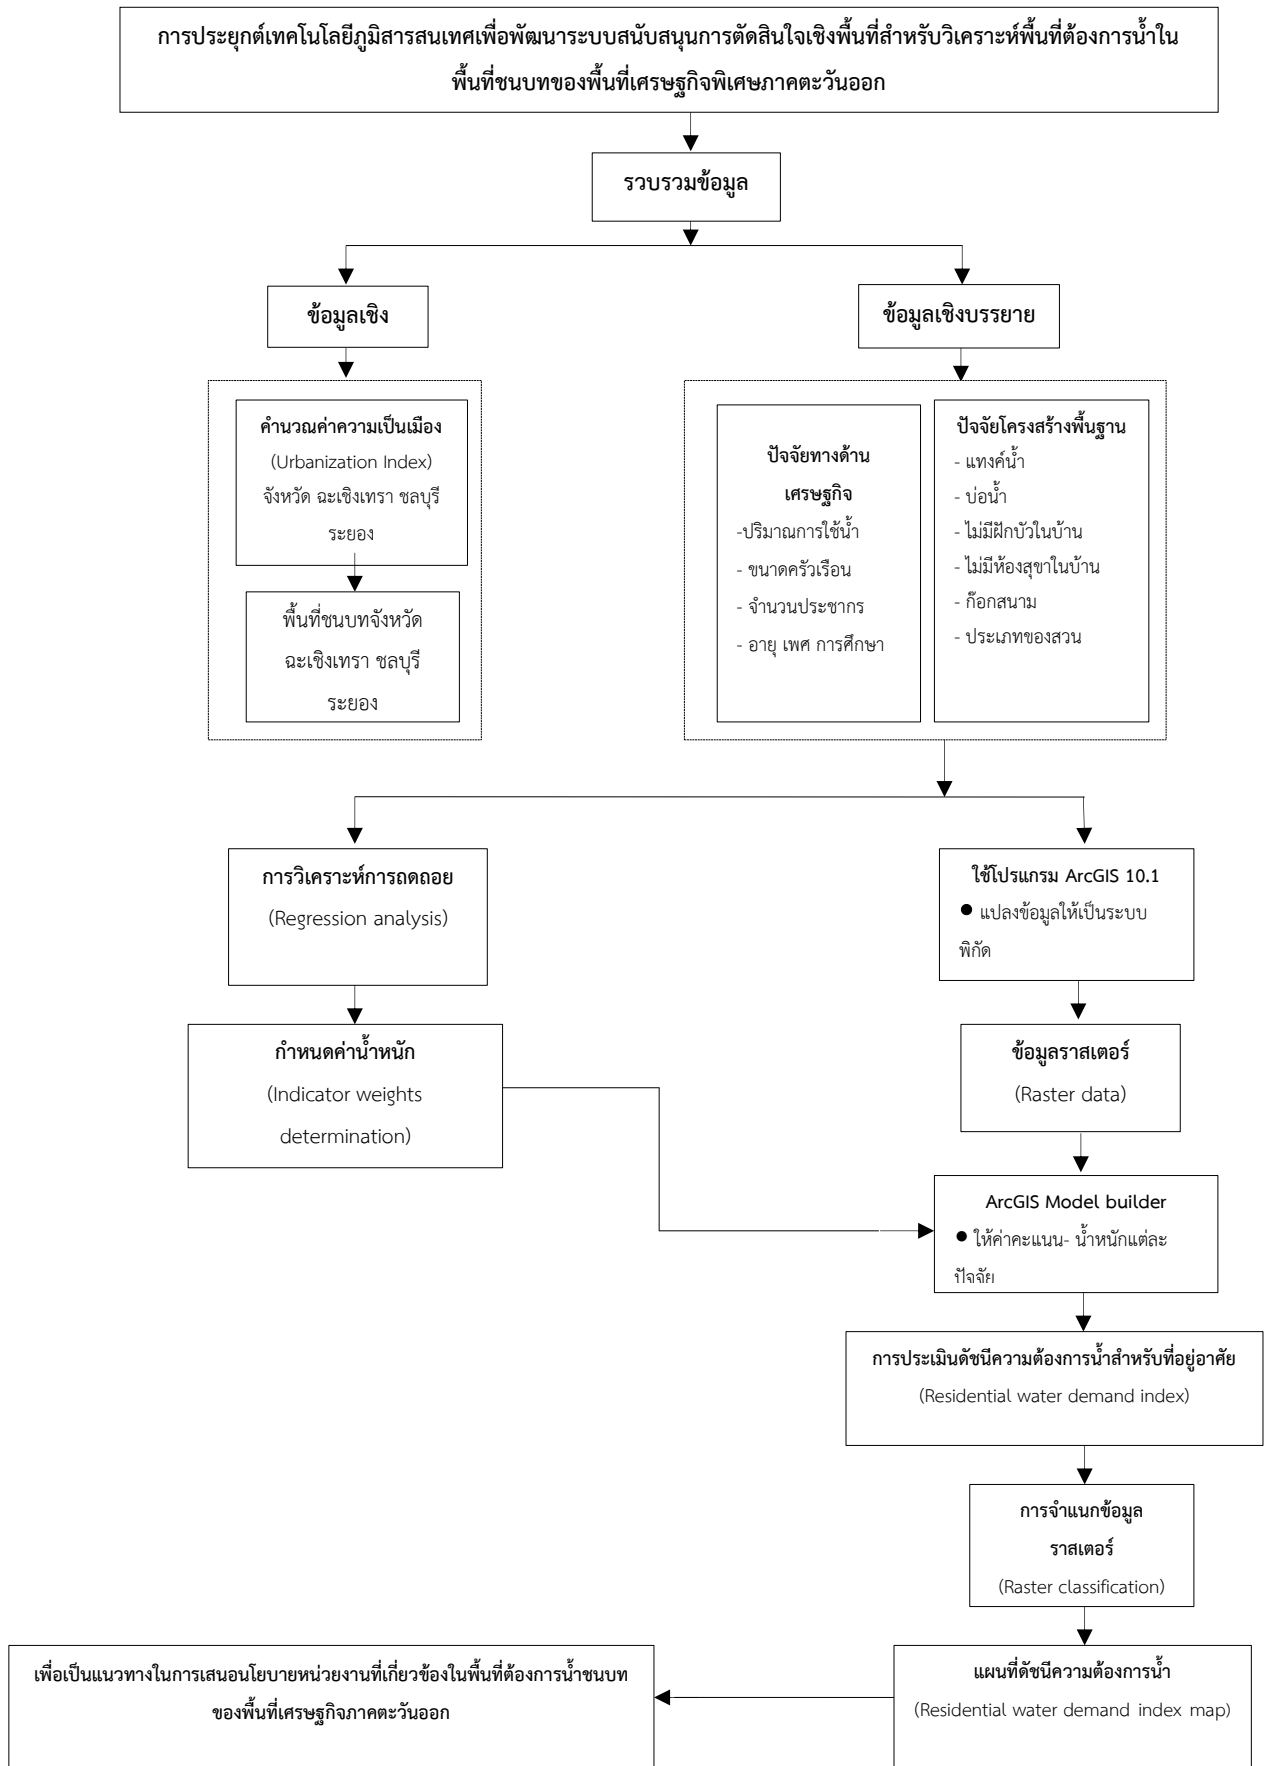 การประยุกต์เทคโนโลยีภูมิสารสนเทศเพื่อพัฒนาระบบสนับสนุนการตัดสินใจเชิงพื้นที่สำหรับวิเคราะห์พื้นที่ต้องการน้ำใน
พื้นที่ชนบทของพื้นที่เศรษฐกิจพิเศษภาคตะวันออก
รวบรวมข้อมูล
ข้อมูลเชิง
ข้อมูลเชิงบรรยาย
คำนวณค่าความเป็นเมือง
(Urbanization Index)
จังหวัด ฉะเชิงเทรา ชลบุรี
ระยอง
พื้นที่ชนบทจังหวัด
ฉะเชิงเทรา ชลบุรี
ระยอง
ปัจจัยทางด้าน
เศรษฐกิจ
-ปริมาณการใช้น้ำ
- ขนาดครัวเรือน
- จำนวนประชากร
- อายุ เพศ การศึกษา
ปัจจัยโครงสร้างพื้นฐาน
- แทงค์น้ำ
- บ่อน้ำ
- ไม่มีฝักบัวในบ้าน
- ไม่มีห้องสุขาในบ้าน
- ก๊อกสนาม
- ประเภทของสวน
การวิเคราะห์การถดถอย
(Regression analysis)
ใช้โปรแกรม ArcGIS 10.1
● แปลงข้อมูลให้เป็นระบบ
พิกัด
กำหนดค่าน้ำหนัก
(Indicator weights
determination)
ข้อมูลราสเตอร์
(Raster data)
ArcGIS Model builder
● ให้ค่าคะแนน- น้ำหนักแต่ละ
ปัจจัย
การประเมินดัชนีความต้องการน้ำสำหรับที่อยู่อาศัย
(Residential water demand index)
การจำแนกข้อมูล
ราสเตอร์
(Raster classification)
แผนที่ดัชนีความต้องการน้ำ
(Residential water demand index map)
เพื่อเป็นแนวทางในการเสนอนโยบายหน่วยงานที่เกี่ยวข้องในพื้นที่ต้องการน้ำชนบท
ของพื้นที่เศรษฐกิจภาคตะวันออก